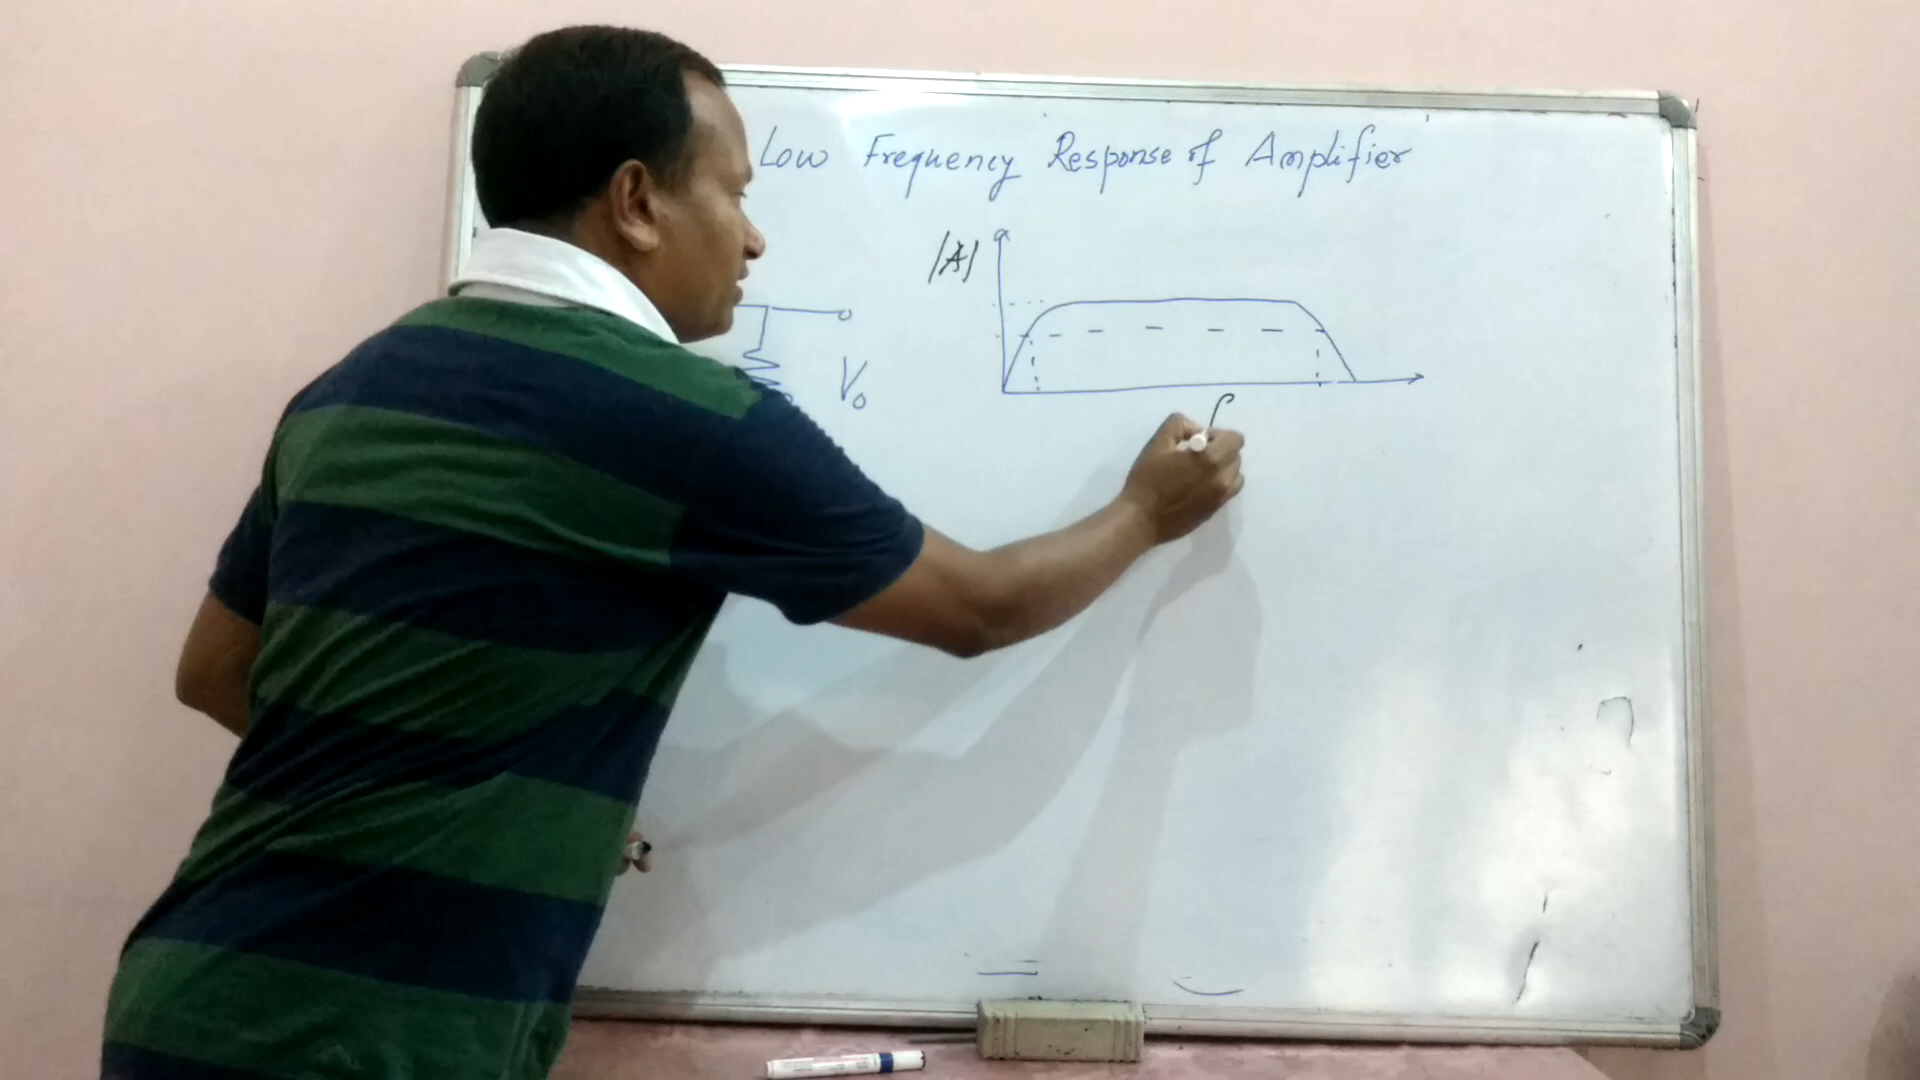 Low Frequency Response of Amplifier
|A|
V₀
f